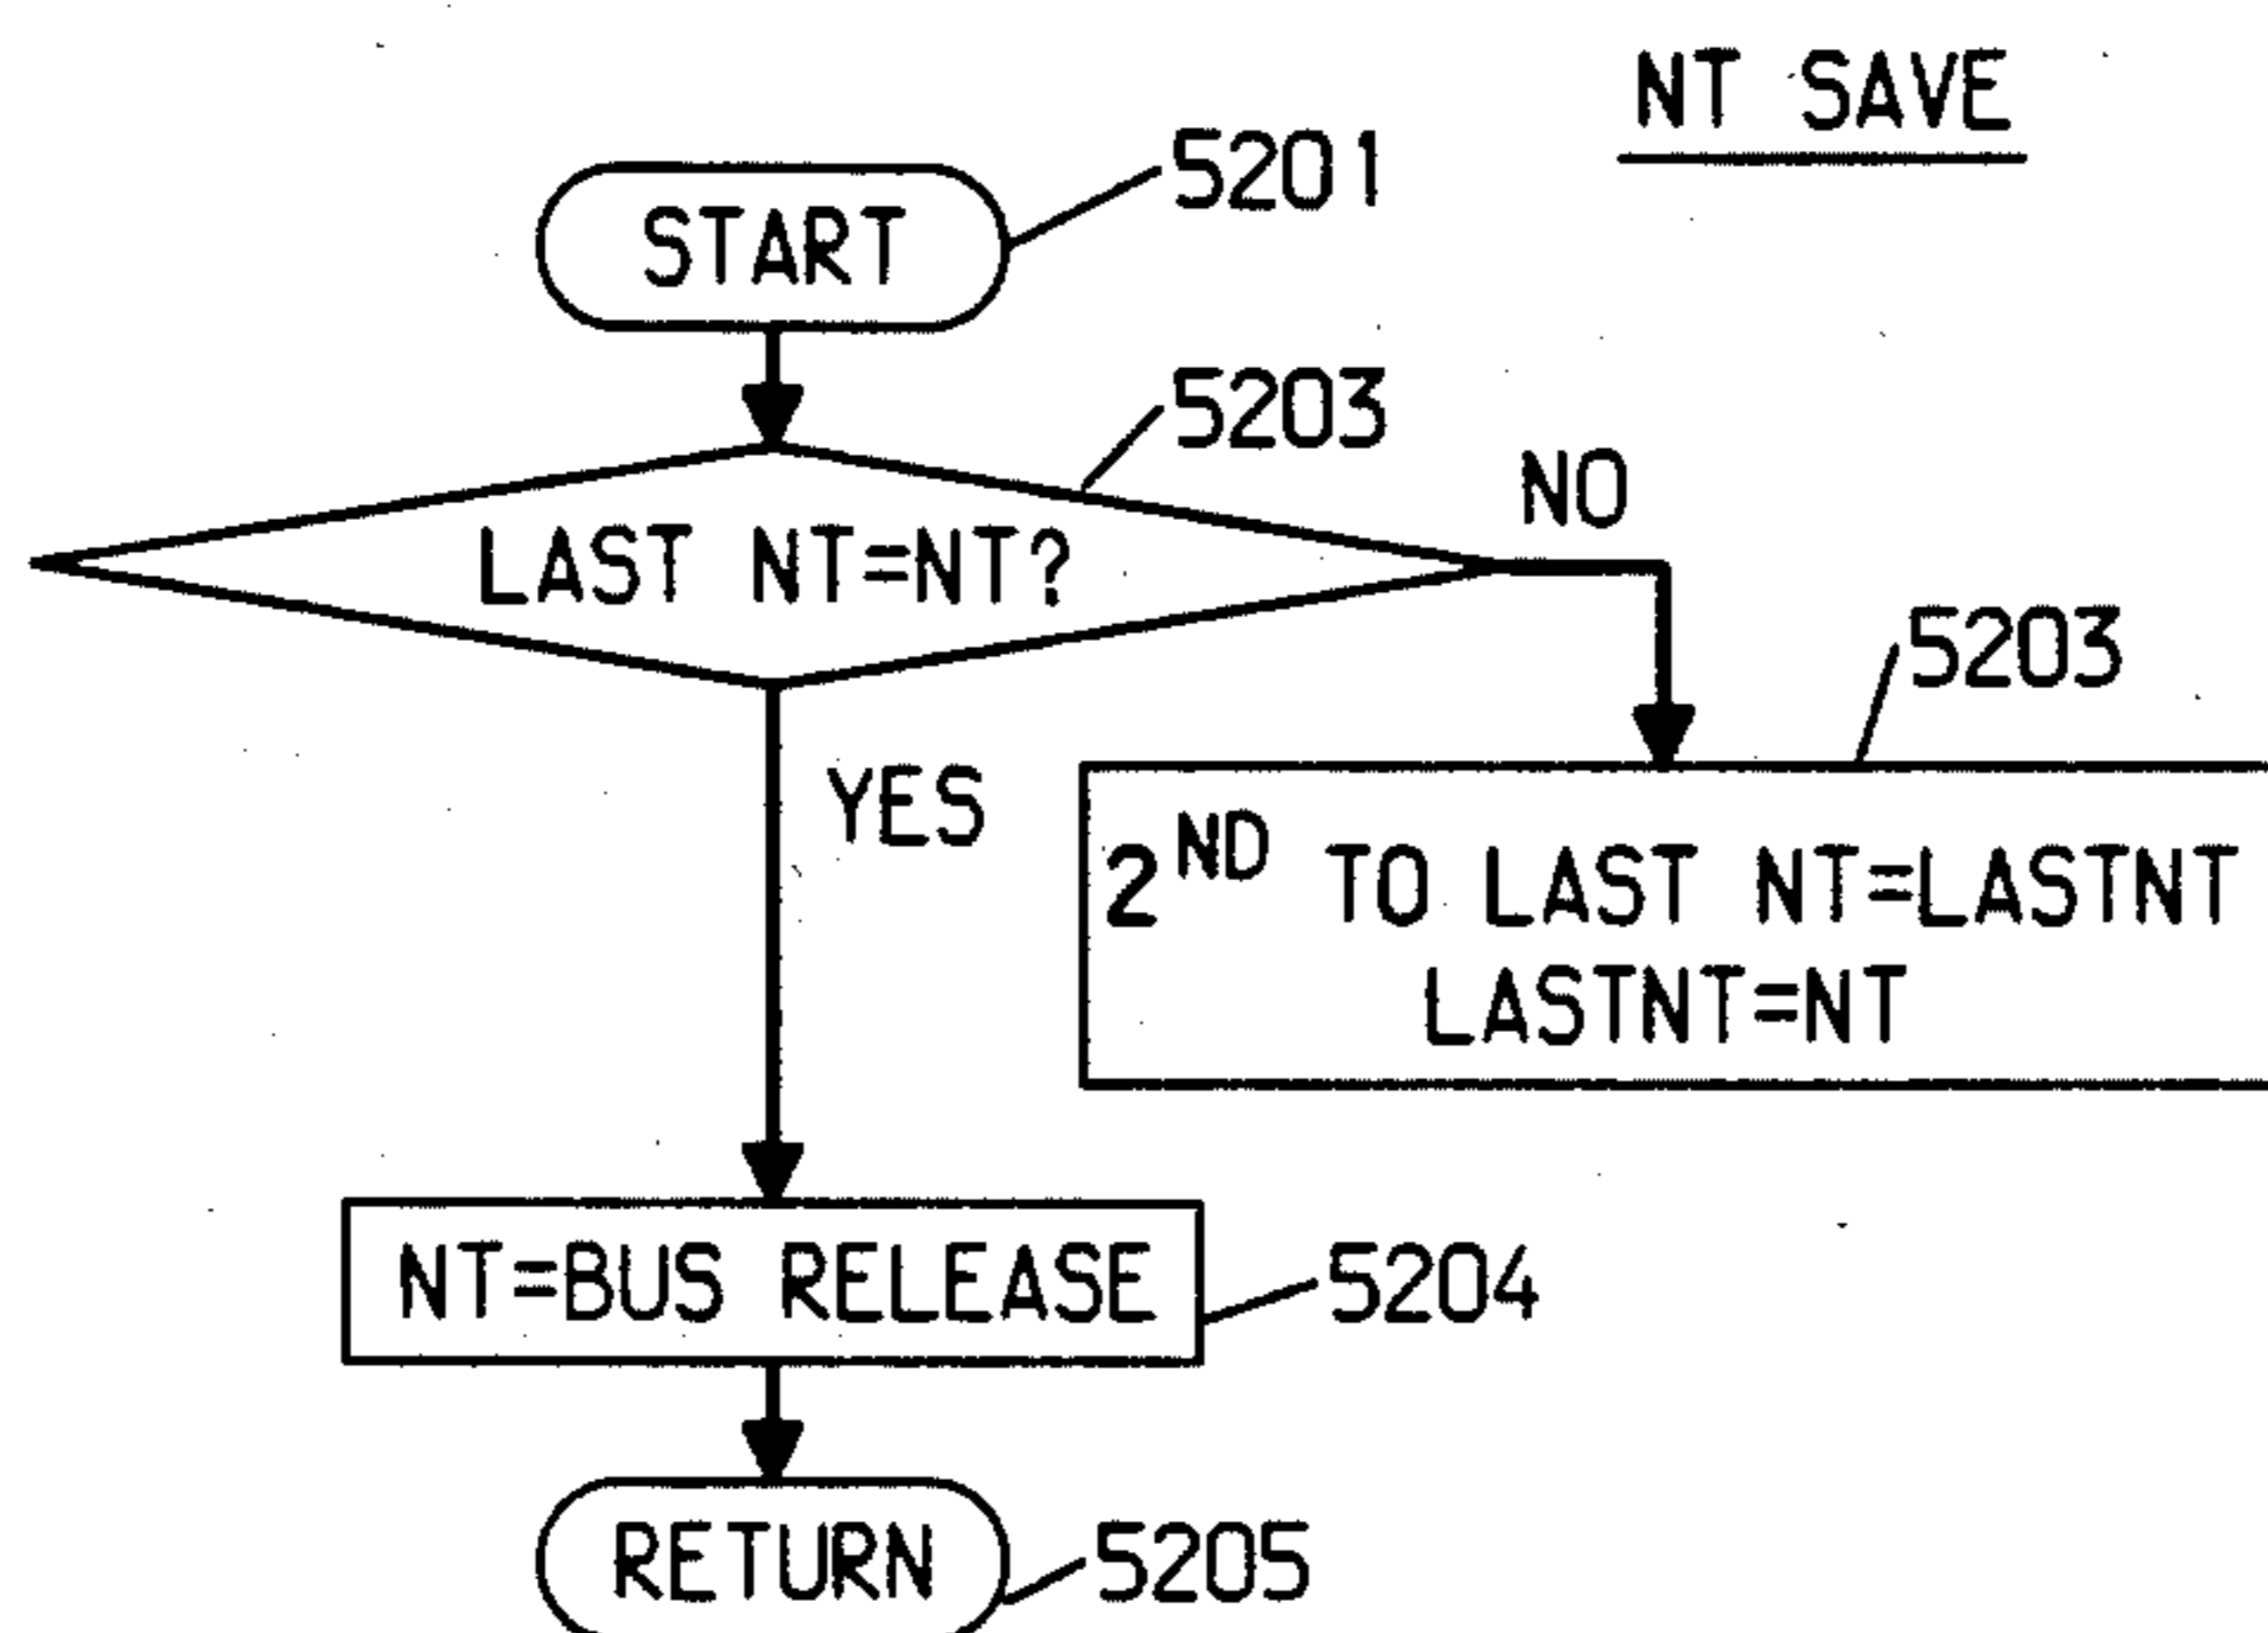 NT SAVE
START
5201
5203
LAST NT=NT?
NO
YES
5203
2ND TO LAST NT=LASTNT
LASTNT=NT
NT=BUS RELEASE
5204
RETURN
5205